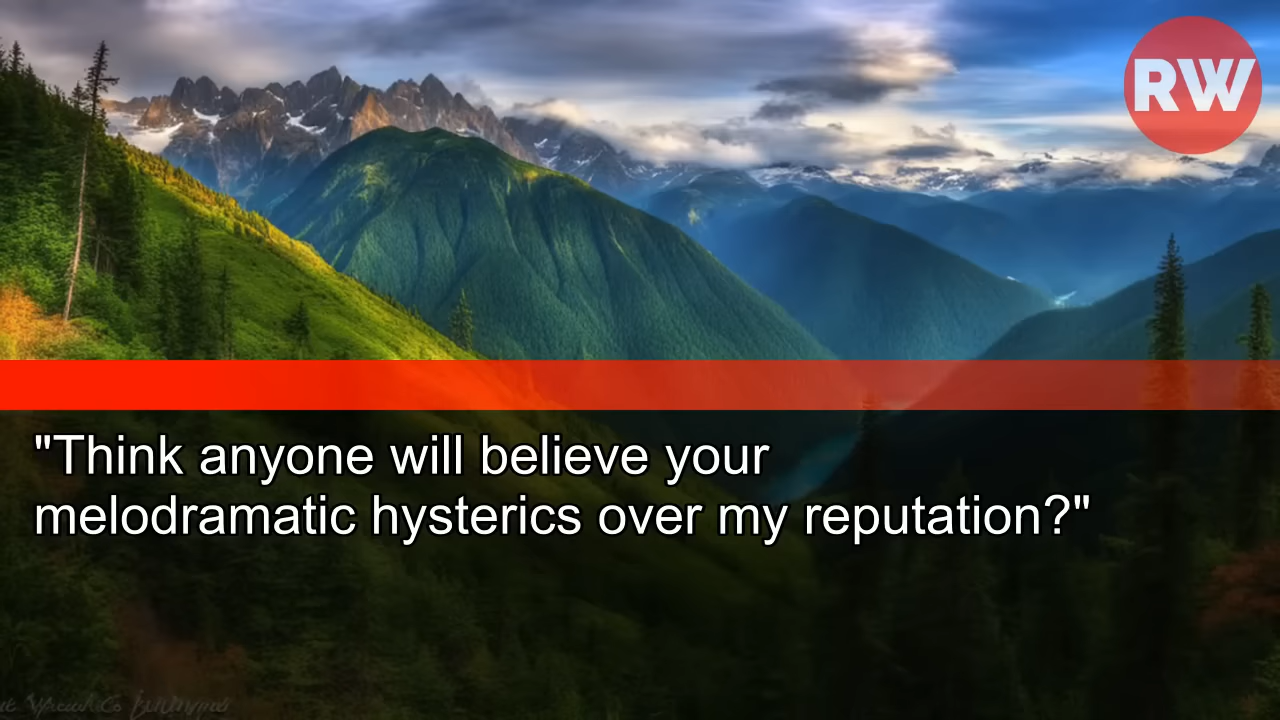 RW
"Think anyone will believe your
melodramatic hysterics over my reputation?"